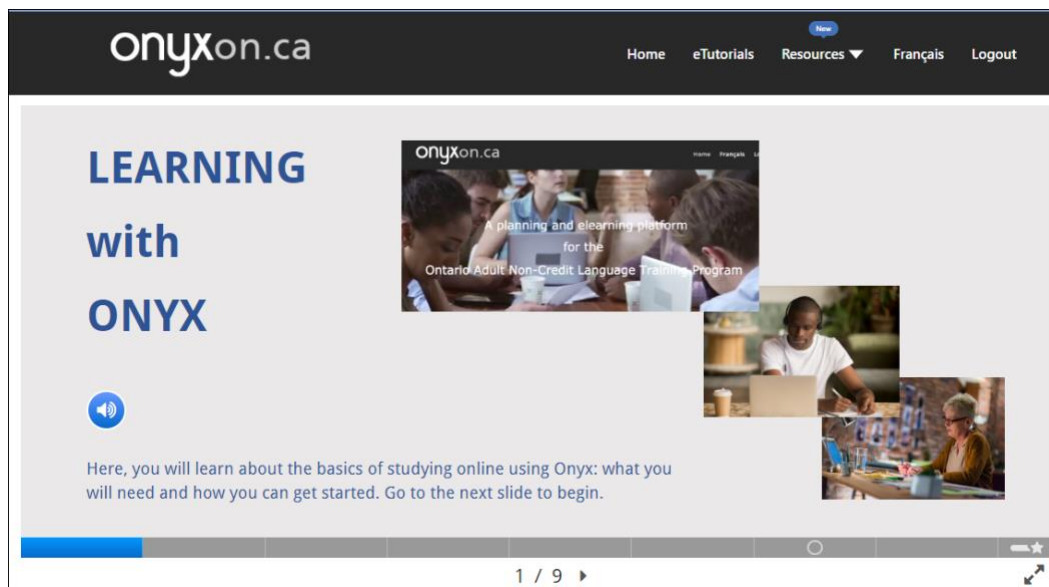 onyxon.ca
New
Home eTutorials Resources Français Logout
LEARNING
with
ONYX
onyxon.ca
Home Français
A planning and elearning platform
for the
Ontario Adult Non-Credit Language Training Program
Here, you will learn about the basics of studying online using Onyx: what you
will need and how you can get started. Go to the next slide to begin.
1 / 9